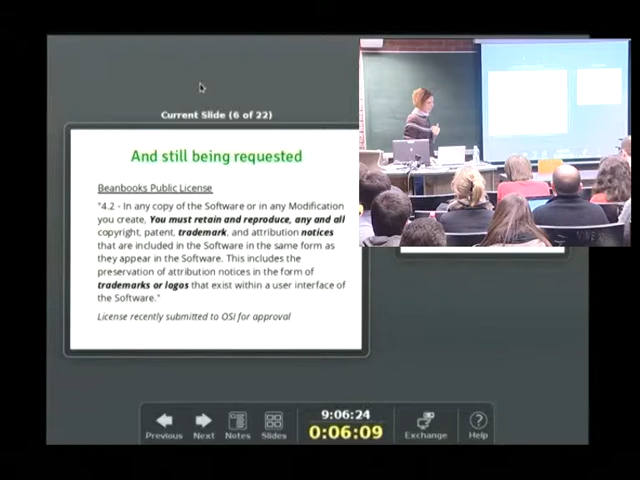 Current Slide (6 of 22)
And still being requested
Beanbooks Public License
"4.2 - In any copy of the Software or in any Modification
you create, You must retain and reproduce, any and all
copyright, patent, trademark, and attribution notices
that are included in the Software in the same form as
they appear in the Software. This includes the
preservation of attribution notices in the form of
trademarks or logos that exist within a user interface of
the Software."
License recently submitted to OSI for approval
Previous
Next
Notes
Slides
9:06:24
0:06:09
Exchange
Help